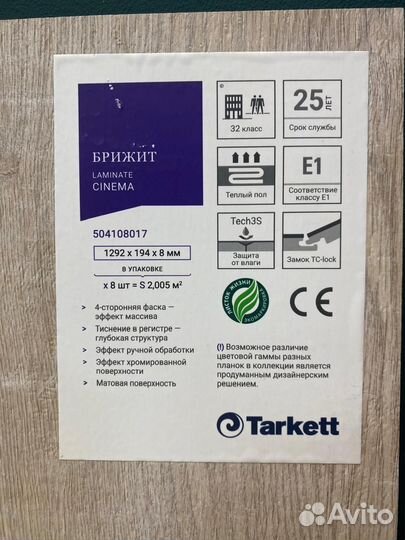 БРИЖИТ
LAMINATE
CINEMA
504108017
1292 x 194 x 8 мм
В УПАКОВКЕ
x 8 шт = S 2,005 м²
> 4-сторонняя фаска —
эффект массива
> Тиснение в регистре —
глубокая структура
> Эффект ручной обработки
> Эффект хромированной
поверхности
> Матовая поверхность
32 класс
25 ЛЕТ
Срок службы
Теплый пол
E1
Соответствие
классу E1
Tech3S
Защита
от влаги
Замок TC-lock
ЛИСТОК ЖИЗНИ
CE
(!) Возможное различие
цветовой гаммы разных
планок в коллекции является
продуманным дизайнерским
решением.
Tarkett
Avito